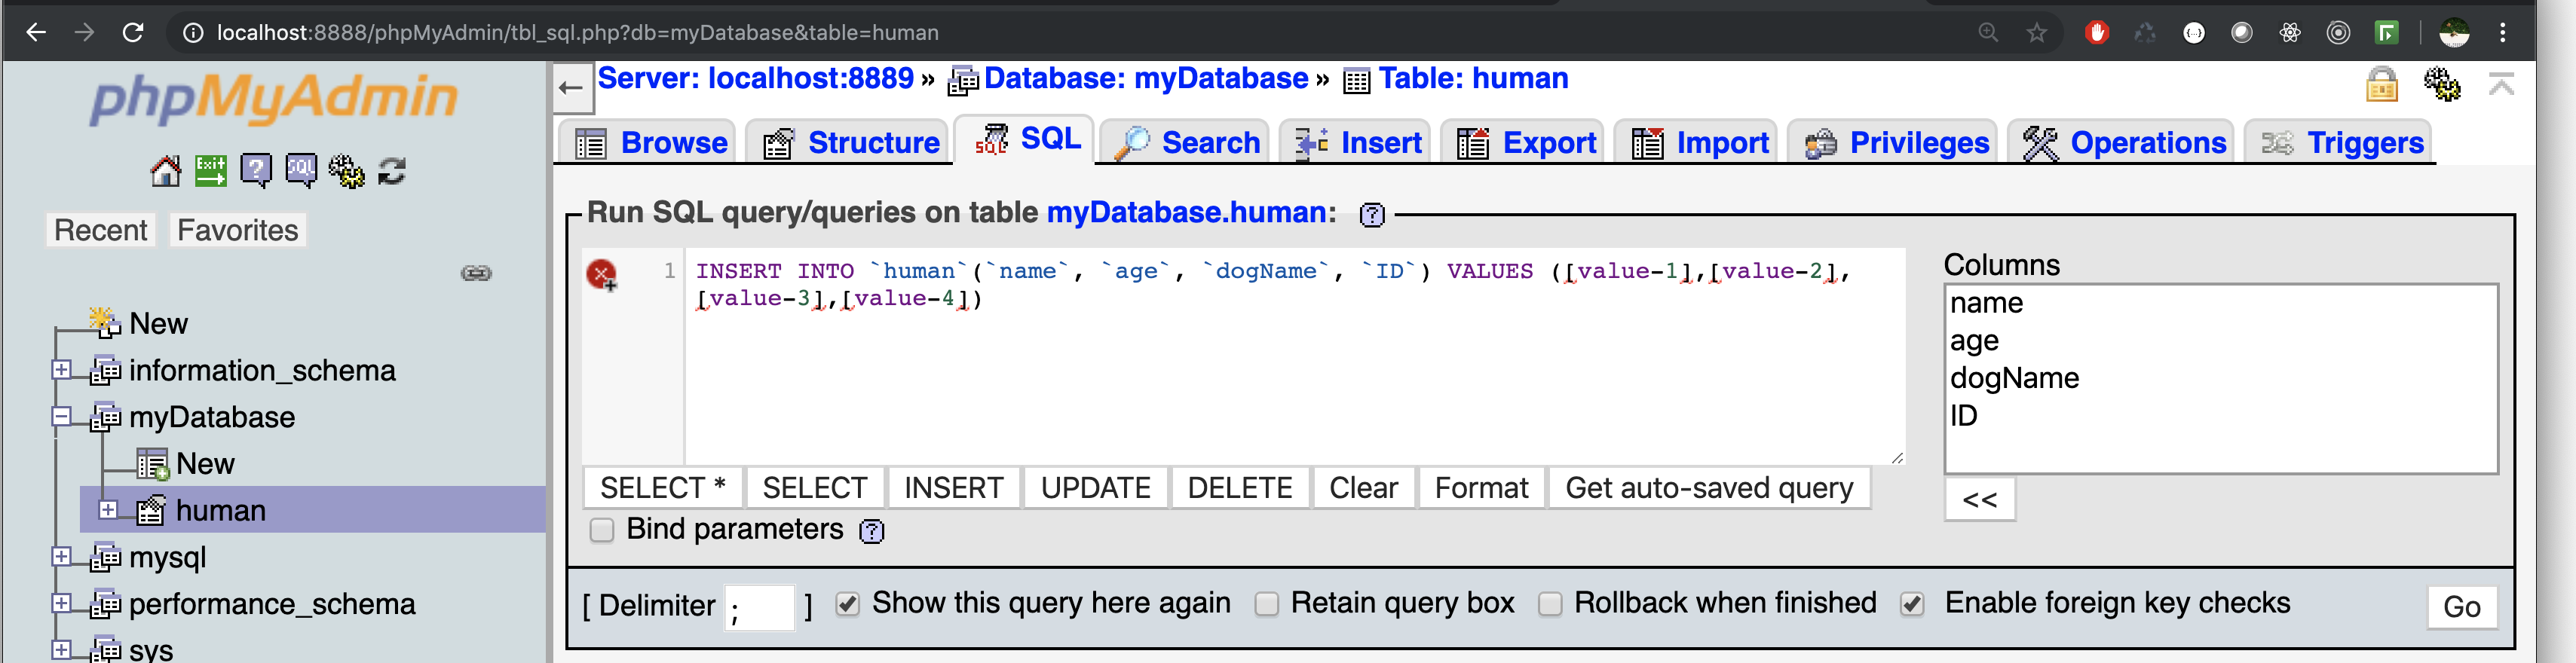 localhost:8888/phpMyAdmin/tbl_sql.php?db=myDatabase&table=human
phpMyAdmin
Exit
SQL
Recent Favorites
New
information_schema
myDatabase
New
human
mysql
performance_schema
sys
Server: localhost:8889 » Database: myDatabase » Table: human
Browse Structure SQL Search Insert Export Import Privileges Operations Triggers
Run SQL query/queries on table myDatabase.human:
1 INSERT INTO `human`(`name`, `age`, `dogName`, `ID`) VALUES ([value-1],[value-2],
[value-3],[value-4])
Columns
name
age
dogName
ID
SELECT * SELECT INSERT UPDATE DELETE Clear Format Get auto-saved query
<<
Bind parameters
[ Delimiter ; ] Show this query here again Retain query box Rollback when finished Enable foreign key checks Go